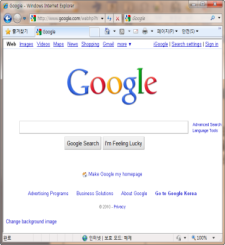 Google - Windows Internet Explorer
http://www.google.com/webhp?h
Google
즐겨찾기
Google
페이지(P)
안전(S)
Web Images Videos Maps News Shopping Gmail more ▼
iGoogle | Search settings | Sign in
Google
Advanced Search
Language Tools
Google Search
I'm Feeling Lucky
Make Google my homepage
Advertising Programs
Business Solutions
About Google
Go to Google Korea
© 2010 - Privacy
Change background image
완료
인터넷 | 보호 모드: 해제
100%